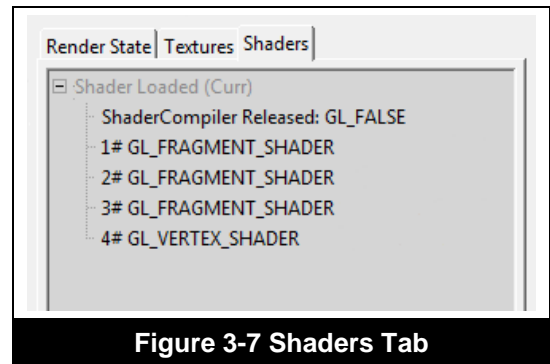 Render State Textures Shaders
Shader Loaded (Curr)
ShaderCompiler Released: GL_FALSE
1# GL_FRAGMENT_SHADER
2# GL_FRAGMENT_SHADER
3# GL_FRAGMENT_SHADER
4# GL_VERTEX_SHADER
Figure 3-7 Shaders Tab